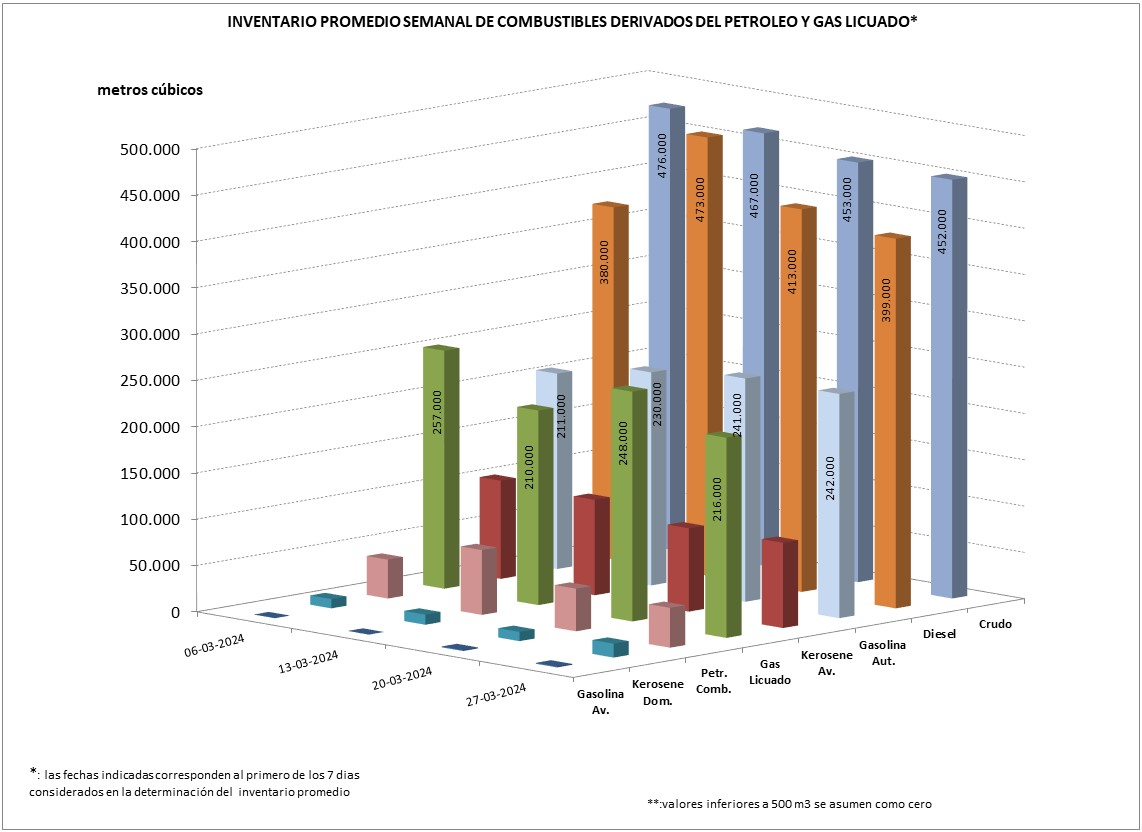 INVENTARIO PROMEDIO SEMANAL DE COMBUSTIBLES DERIVADOS DEL PETROLEO Y GAS LICUADO*
metros cúbicos
500.000
450.000
400.000
350.000
300.000
250.000
200.000
150.000
100.000
50.000
0
476.000
473.000
467.000
453.000
452.000
380.000
413.000
399.000
257.000
211.000
230.000
241.000
210.000
248.000
216.000
242.000
06-03-2024
13-03-2024
20-03-2024
27-03-2024
Gasolina
Av.
Kerosene
Dom.
Petr.
Comb.
Gas
Licuado
Kerosene
Av.
Gasolina
Aut.
Diesel
Crudo
*: las fechas indicadas corresponden al primero de los 7 dias
considerados en la determinación del inventario promedio
**:valores inferiores a 500 m3 se asumen como cero